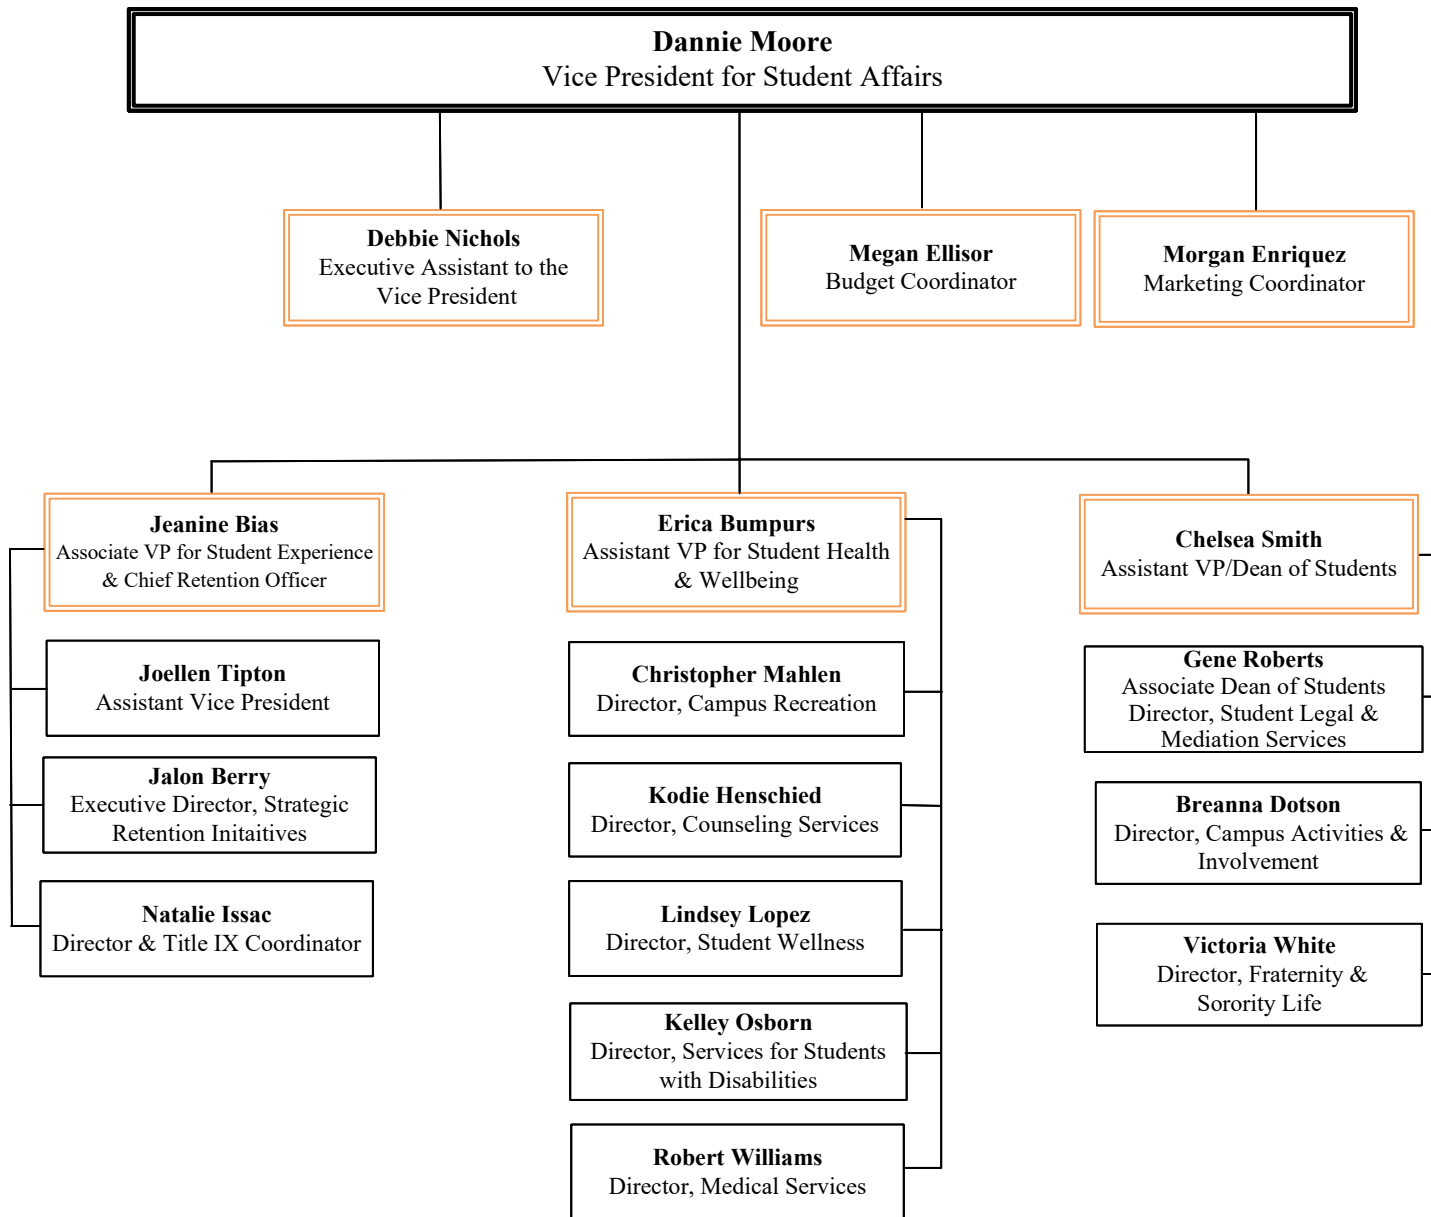 Dannie Moore
Vice President for Student Affairs
Debbie Nichols
Executive Assistant to the
Vice President
Megan Ellisor
Budget Coordinator
Morgan Enriquez
Marketing Coordinator
Jeanine Bias
Associate VP for Student Experience
& Chief Retention Officer
Joellen Tipton
Assistant Vice President
Jalon Berry
Executive Director, Strategic
Retention Initaitives
Natalie Issac
Director & Title IX Coordinator
Erica Bumpurs
Assistant VP for Student Health
& Wellbeing
Christopher Mahlen
Director, Campus Recreation
Kodie Henschied
Director, Counseling Services
Lindsey Lopez
Director, Student Wellness
Kelley Osborn
Director, Services for Students
with Disabilities
Robert Williams
Director, Medical Services
Chelsea Smith
Assistant VP/Dean of Students
Gene Roberts
Associate Dean of Students
Director, Student Legal &
Mediation Services
Breanna Dotson
Director, Campus Activities &
Involvement
Victoria White
Director, Fraternity &
Sorority Life